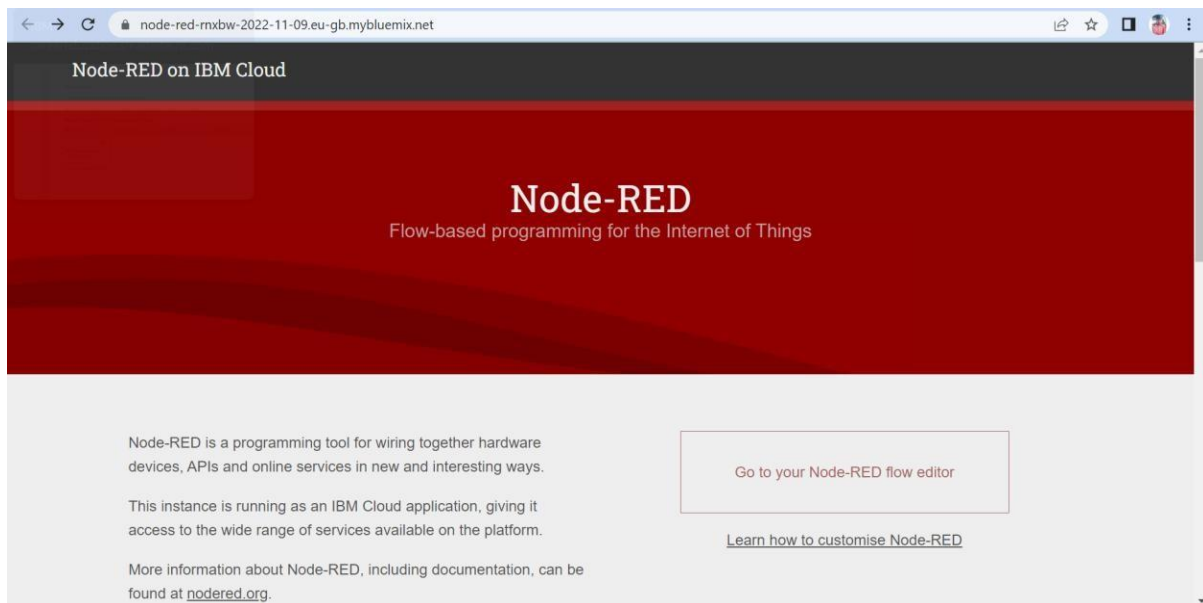 node-red-rnxbw-2022-11-09.eu-gb.mybluemix.net
Node-RED on IBM Cloud
Node-RED
Flow-based programming for the Internet of Things
Node-RED is a programming tool for wiring together hardware
devices, APIs and online services in new and interesting ways.
This instance is running as an IBM Cloud application, giving it
access to the wide range of services available on the platform.
More information about Node-RED, including documentation, can be
found at nodered.org.
Go to your Node-RED flow editor
Learn how to customise Node-RED